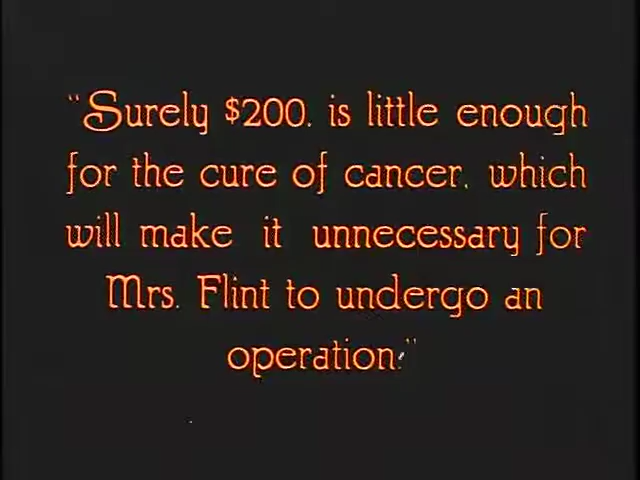 "Surely $200. is little enough
for the cure of cancer. which
will make it unnecessary for
Mrs. Flint to undergo an
operation."